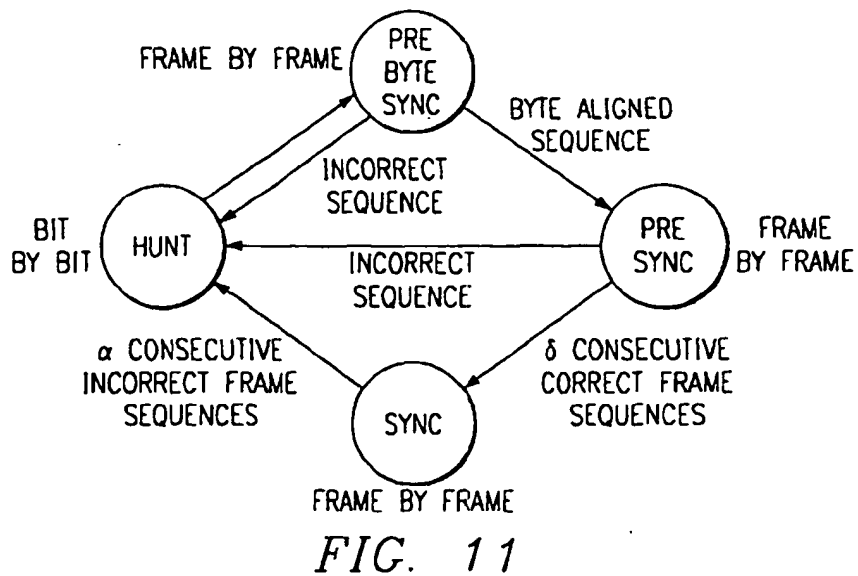 PRE
BYTE
SYNC
FRAME BY FRAME
BYTE ALIGNED
SEQUENCE
INCORRECT
SEQUENCE
BIT
BY BIT
HUNT
PRE
SYNC
FRAME
BY FRAME
INCORRECT
SEQUENCE
α CONSECUTIVE
INCORRECT FRAME
SEQUENCES
δ CONSECUTIVE
CORRECT FRAME
SEQUENCES
SYNC
FRAME BY FRAME
FIG. 11